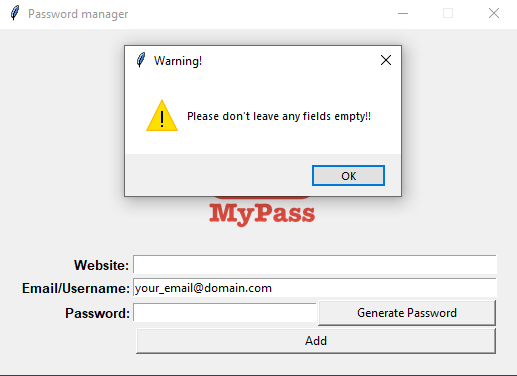 Password manager
Warning!
Please don't leave any fields empty!!
OK
MyPass
Website:
Email/Username: your_email@domain.com
Password: Generate Password
Add